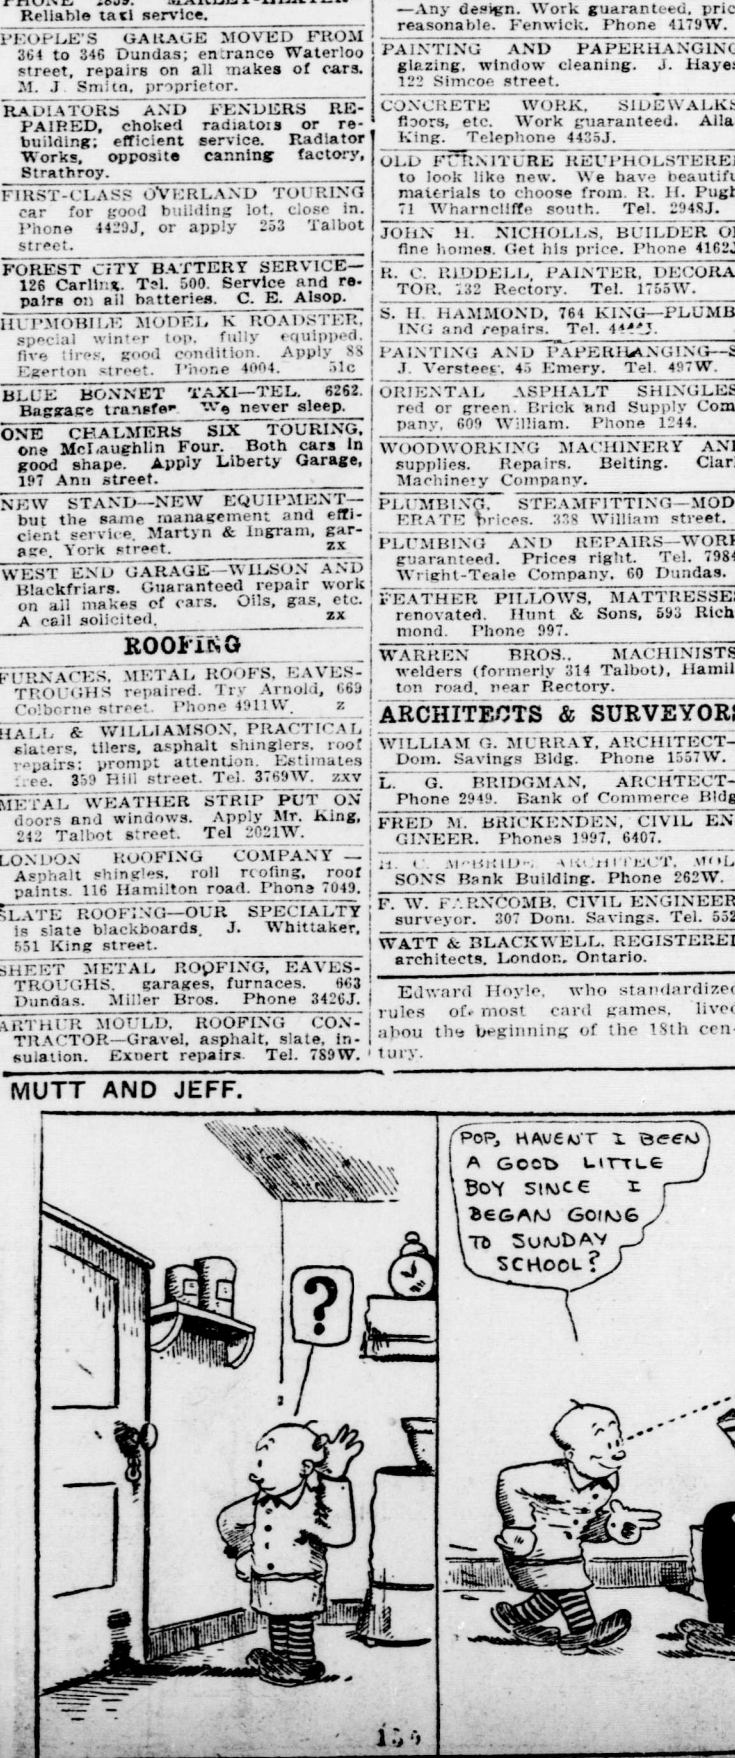 Reliable taxi service.
PEOPLE'S GARAGE MOVED FROM
364 to 346 Dundas; entrance Waterloo
street, repairs on all makes of cars.
M. J. Smith, proprietor.
RADIATORS AND FENDERS RE-
PAIRED, choked radiators or re-
building; efficient service. Radiator
Works, opposite canning factory,
Strathroy.
FIRST-CLASS OVERLAND TOURING
car for good building lot, close in.
Phone 4429J, or apply 253 Talbot
street.
FOREST CITY BATTERY SERVICE—
126 Carling. Tel. 500. Service and re-
pairs on all batteries. C. E. Alsop.
HUPMOBILE MODEL K ROADSTER,
special winter top, fully equipped,
five tires, good condition. Apply 88
Egerton street. Phone 4004. 51c
BLUE BONNET TAXI—TEL. 6262.
Baggage transfer. We never sleep.
ONE CHALMERS SIX TOURING,
one McLaughlin Four. Both cars in
good shape. Apply Liberty Garage,
197 Ann street.
NEW STAND—NEW EQUIPMENT—
but the same management and effi-
cient service. Martyn & Ingram, gar-
age, York street. zx
WEST END GARAGE—WILSON AND
Blackfriars. Guaranteed repair work
on all makes of cars. Oils, gas, etc.
A call solicited. zx
ROOFING
FURNACES, METAL ROOFS, EAVES-
TROUGHS repaired. Try Arnold, 669
Colborne street. Phone 4911W. z
HALL & WILLIAMSON, PRACTICAL
slaters, tilers, asphalt shinglers, roof
repairs; prompt attention. Estimates
free. 359 Hill street. Tel. 3769W. zxv
METAL WEATHER STRIP PUT ON
doors and windows. Apply Mr. King,
242 Talbot street. Tel 2021W.
LONDON ROOFING COMPANY —
Asphalt shingles, roll roofing, roof
paints. 116 Hamilton road. Phone 7049.
SLATE ROOFING—OUR SPECIALTY
is slate blackboards. J. Whittaker,
551 King street.
SHEET METAL ROOFING, EAVES-
TROUGHS, garages, furnaces. 663
Dundas. Miller Bros. Phone 3426J.
ARTHUR MOULD, ROOFING CON-
TRACTOR—Gravel, asphalt, slate, in-
sulation. Expert repairs. Tel. 789W.
—Any design. Work guaranteed, pric
reasonable. Fenwick. Phone 4179W.
PAINTING AND PAPERHANGING
glazing, window cleaning. J. Haye
122 Simcoe street.
CONCRETE WORK, SIDEWALKS
floors, etc. Work guaranteed. Alla
King. Telephone 4435J.
OLD FURNITURE REUPHOLSTERE
to look like new. We have beautifu
materials to choose from. R. H. Pugh
71 Wharncliffe south. Tel. 2948J.
JOHN H. NICHOLLS, BUILDER O
fine homes. Get his price. Phone 4162J
R. C. RIDDELL, PAINTER, DECORA
TOR, 732 Rectory. Tel. 1755W.
S. H. HAMMOND, 764 KING—PLUMB
ING and repairs. Tel.
PAINTING AND PAPERHANGING—S
J. Versteeg, 45 Emery. Tel. 497W.
ORIENTAL ASPHALT SHINGLES
red or green. Brick and Supply Com
pany, 609 William. Phone 1244.
WOODWORKING MACHINERY AN
supplies. Repairs. Belting. Clar
Machinery Company.
PLUMBING, STEAMFITTING—MOD
ERATE prices. 338 William street.
PLUMBING AND REPAIRS—WORK
guaranteed. Prices right. Tel. 7984
Wright-Teale Company, 60 Dundas.
FEATHER PILLOWS, MATTRESSE
renovated. Hunt & Sons, 593 Rich
mond. Phone 997.
WARREN BROS., MACHINISTS
welders (formerly 314 Talbot), Hamil
ton road, near Rectory.
ARCHITECTS & SURVEYORS
WILLIAM G. MURRAY, ARCHITECT—
Dom. Savings Bldg. Phone 1557W.
L. G. BRIDGMAN, ARCHTECT—
Phone 2949. Bank of Commerce Bldg
FRED M. BRICKENDEN, CIVIL EN
GINEER. Phones 1997, 6407.
H. C. McBRIDE, ARCHITECT, MOL
SONS Bank Building. Phone 262W.
F. W. FARNCOMB, CIVIL ENGINEER
surveyor. 307 Dom. Savings. Tel. 552
WATT & BLACKWELL, REGISTERE
architects, London, Ontario.
Edward Hoyle, who standardize
rules of most card games, live
abou the beginning of the 18th cen-
tury.
MUTT AND JEFF.
?
POP, HAVEN'T I BEEN
A GOOD LITTLE
BOY SINCE I
BEGAN GOING
TO SUNDAY
SCHOOL?